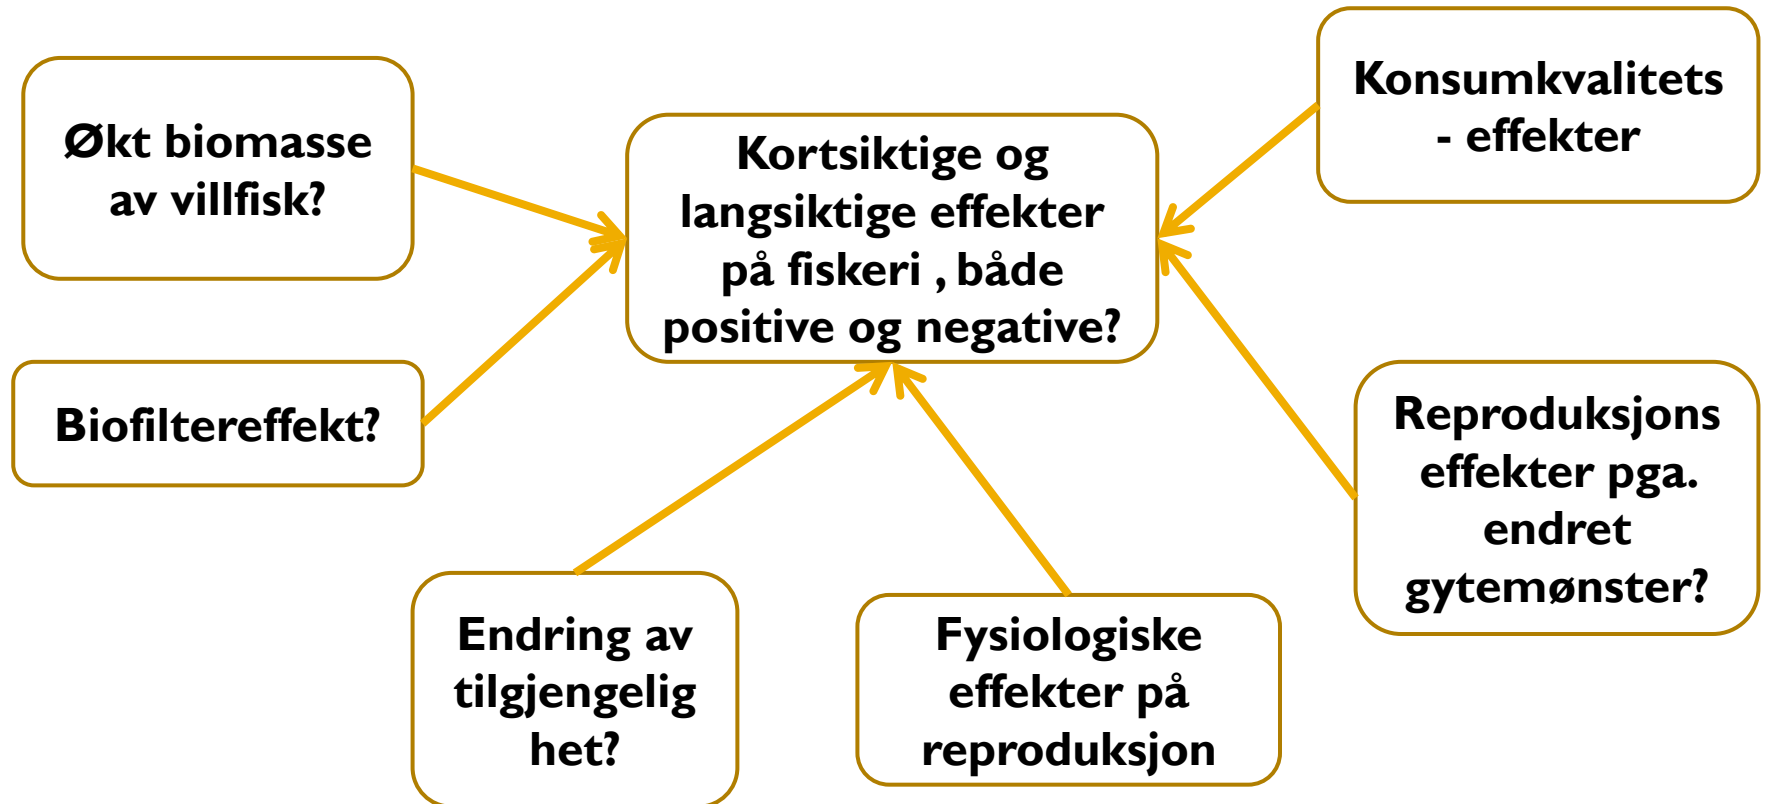 Økt biomasse
av villfisk?
Kortsiktige og
langsiktige effekter
på fiskeri , både
positive og negative?
Konsumkvalitets
- effekter
Biofiltereffekt?
Reproduksjons
effekter pga.
endret
gytemønster?
Endring av
tilgjengelig
het?
Fysiologiske
effekter på
reproduksjon